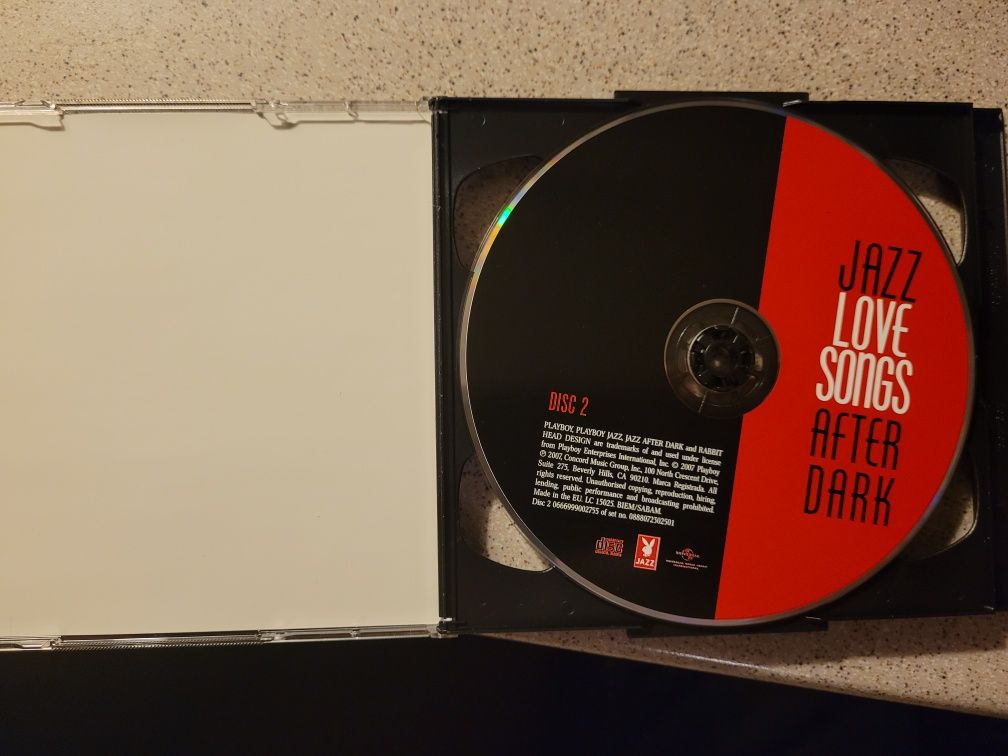 JAZZ
LOVE
SONGS
AFTER
DARK
DISC 2
PLAYBOY, PLAYBOY JAZZ, JAZZ AFTER DARK and RABBIT
HEAD DESIGN are trademarks of and used under license
from Playboy Enterprises International, Inc. © 2007 Playboy
℗ 2007, Concord Music Group, Inc., 100 North Crescent Drive,
Suite 275, Beverly Hills, CA 90210. Marca Registrada. All
rights reserved. Unauthorised copying, reproduction, hiring,
lending, public performance and broadcasting prohibited.
Made in the EU. LC 15025. BIEM/SABAM.
Disc 2 0666999002755 of set no. 0888072302501
disc
JAZZ
UNIVERSAL